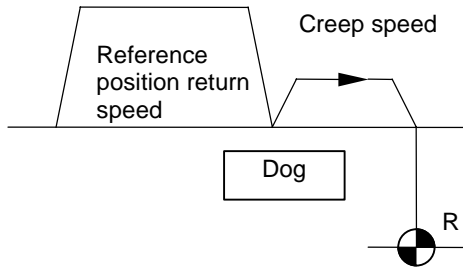 Creep speed
Reference
position return
speed
Dog
R